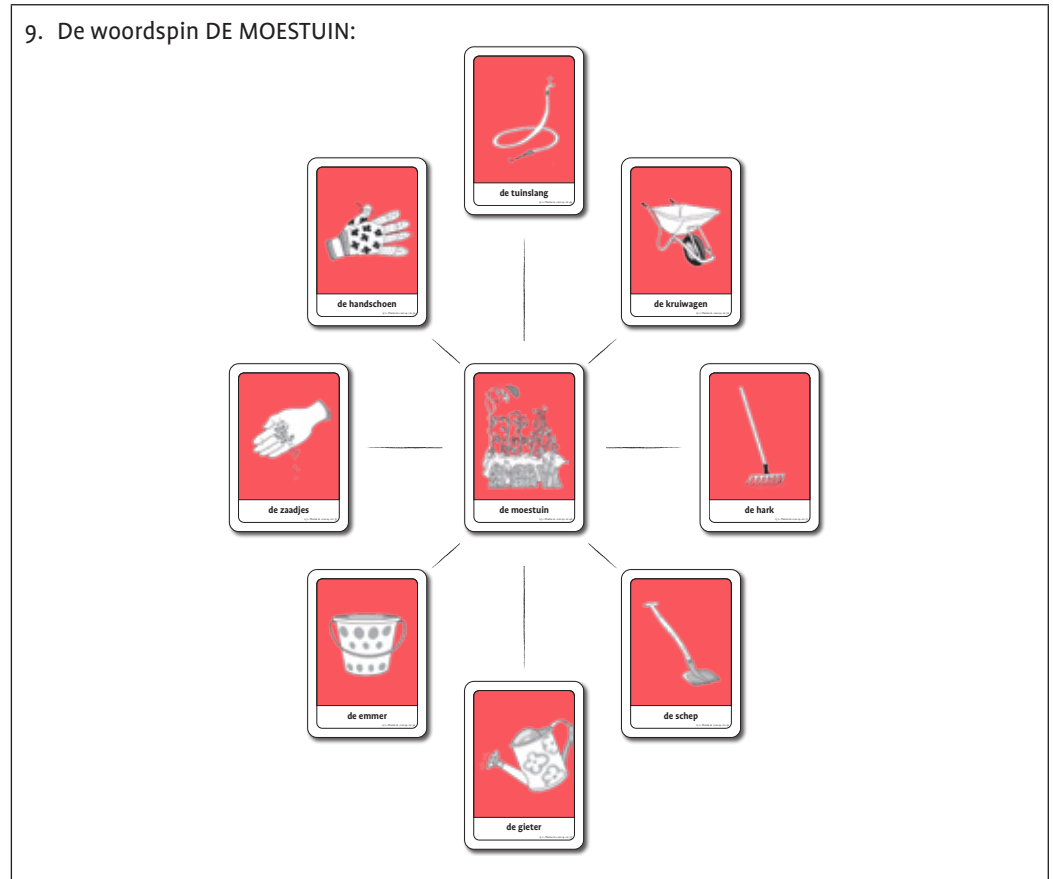 9. De woordspin DE MOESTUIN:
de tuinslang
de handschoen
de kruiwagen
de zaadjes
de moestuin
de hark
de emmer
de schep
de gieter